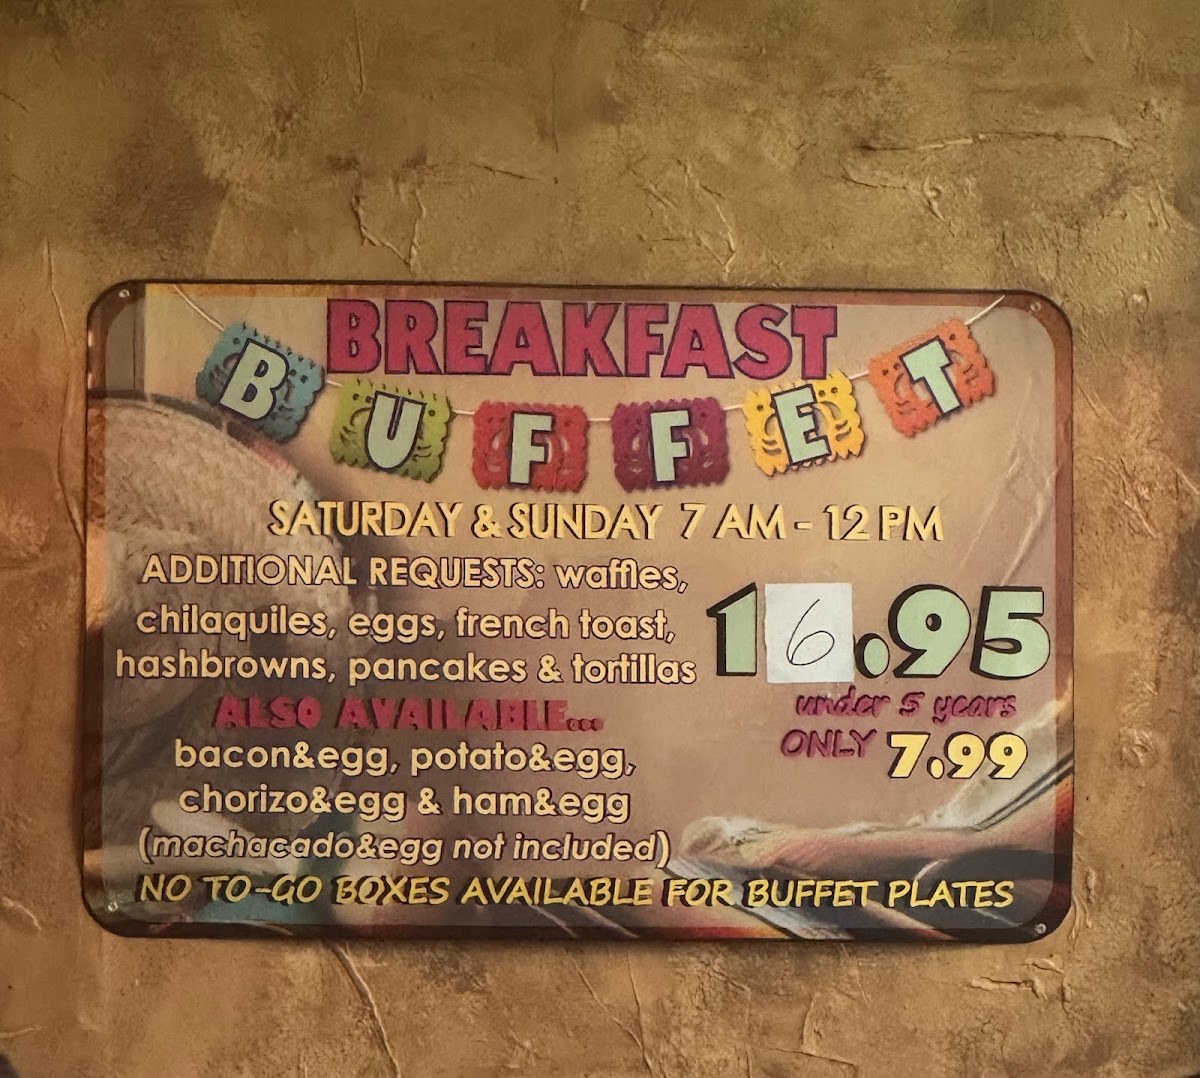 BREAKFAST
BUFFET
SATURDAY & SUNDAY 7 AM - 12 PM
ADDITIONAL REQUESTS: waffles,
chilaquiles, eggs, french toast,
hashbrowns, pancakes & tortillas
16.95
under 5 years
ONLY 7.99
ALSO AVAILABLE...
bacon&egg, potato&egg,
chorizo&egg & ham&egg
(machacado&egg not included)
NO TO-GO BOXES AVAILABLE FOR BUFFET PLATES